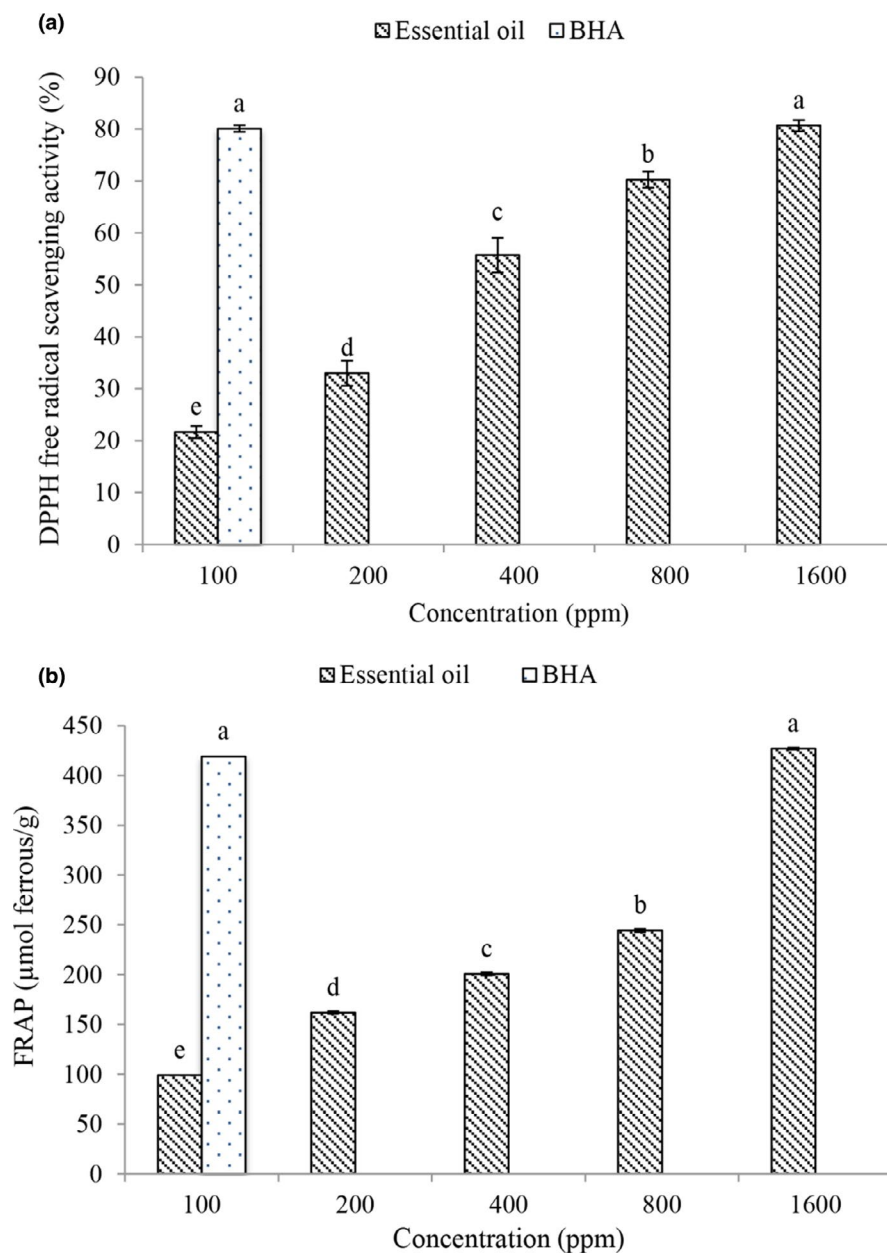 (a)
Essential oil BHA
DPPH free radical scavenging activity (%)
90
80
70
60
50
40
30
20
10
0
a
e
d
c
b
a
100 200 400 800 1600
Concentration (ppm)
(b)
Essential oil BHA
FRAP (µmol ferrous/g)
450
400
350
300
250
200
150
100
50
0
a
e
d
c
b
a
100 200 400 800 1600
Concentration (ppm)